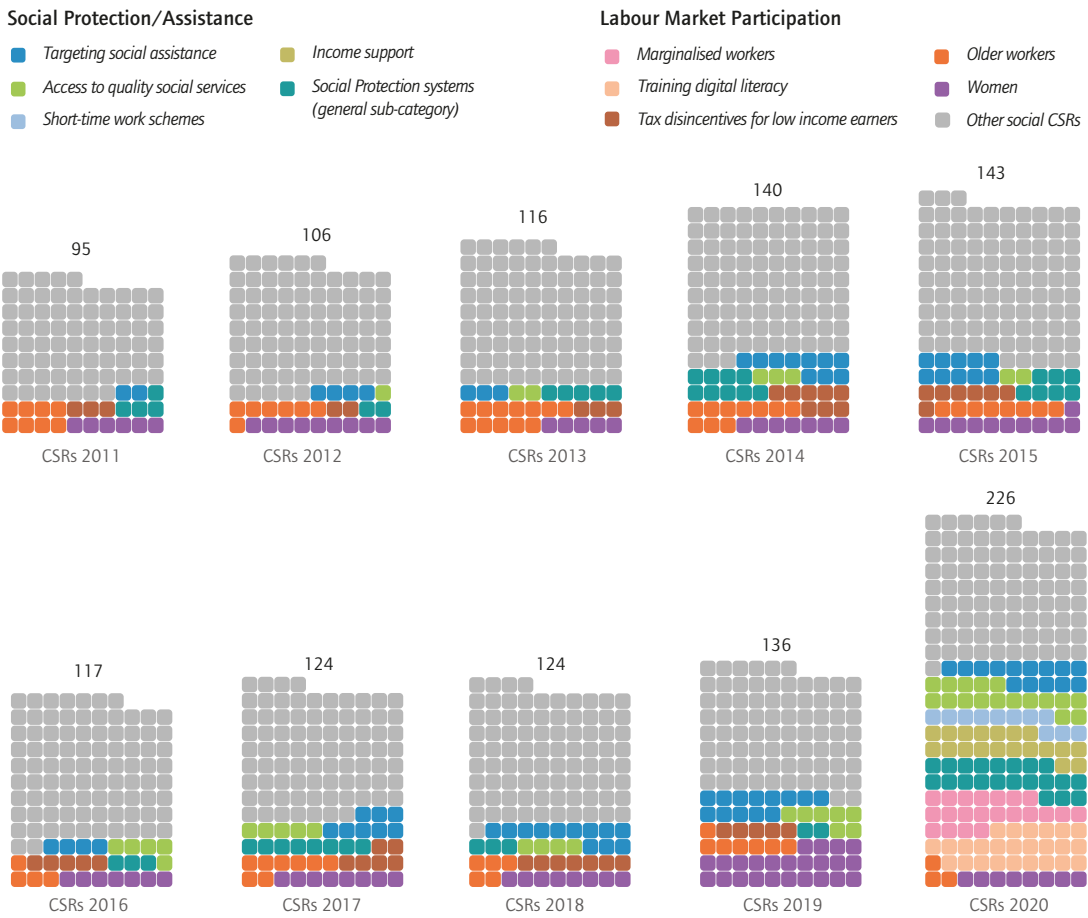 Social Protection/Assistance
Targeting social assistance
Access to quality social services
Short-time work schemes
Income support
Social Protection systems
(general sub-category)
Labour Market Participation
Marginalised workers
Training digital literacy
Tax disincentives for low income earners
Older workers
Women
Other social CSRs
95
106
116
140
143
CSRs 2011
CSRs 2012
CSRs 2013
CSRs 2014
CSRs 2015
117
124
124
136
226
CSRs 2016
CSRs 2017
CSRs 2018
CSRs 2019
CSRs 2020